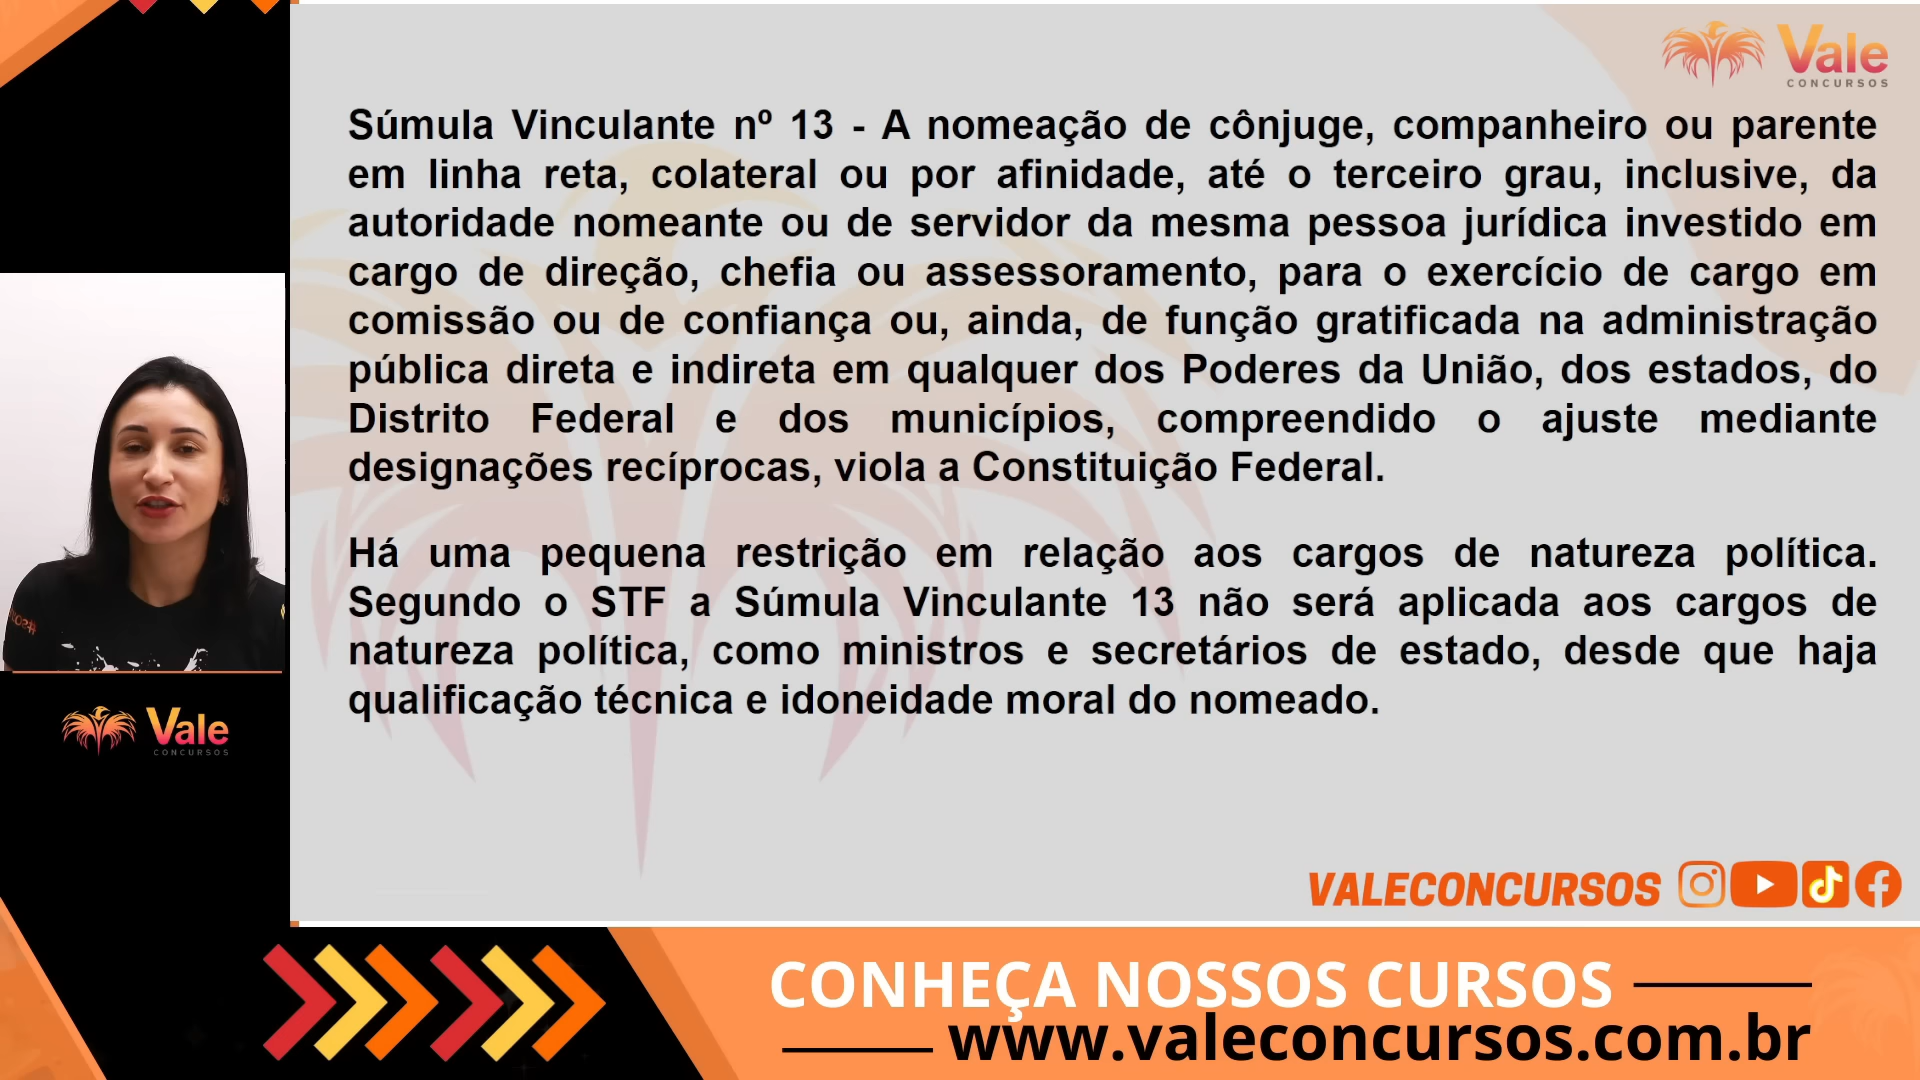 Vale
CONCURSOS
Súmula Vinculante nº 13 - A nomeação de cônjuge, companheiro ou parente
em linha reta, colateral ou por afinidade, até o terceiro grau, inclusive, da
autoridade nomeante ou de servidor da mesma pessoa jurídica investido em
cargo de direção, chefia ou assessoramento, para o exercício de cargo em
comissão ou de confiança ou, ainda, de função gratificada na administração
pública direta e indireta em qualquer dos Poderes da União, dos estados, do
Distrito Federal e dos municípios, compreendido o ajuste mediante
designações recíprocas, viola a Constituição Federal.
Há uma pequena restrição em relação aos cargos de natureza política.
Segundo o STF a Súmula Vinculante 13 não será aplicada aos cargos de
natureza política, como ministros e secretários de estado, desde que haja
qualificação técnica e idoneidade moral do nomeado.
Vale
CONCURSOS
VALECONCURSOS
CONHEÇA NOSSOS CURSOS
www.valeconcursos.com.br